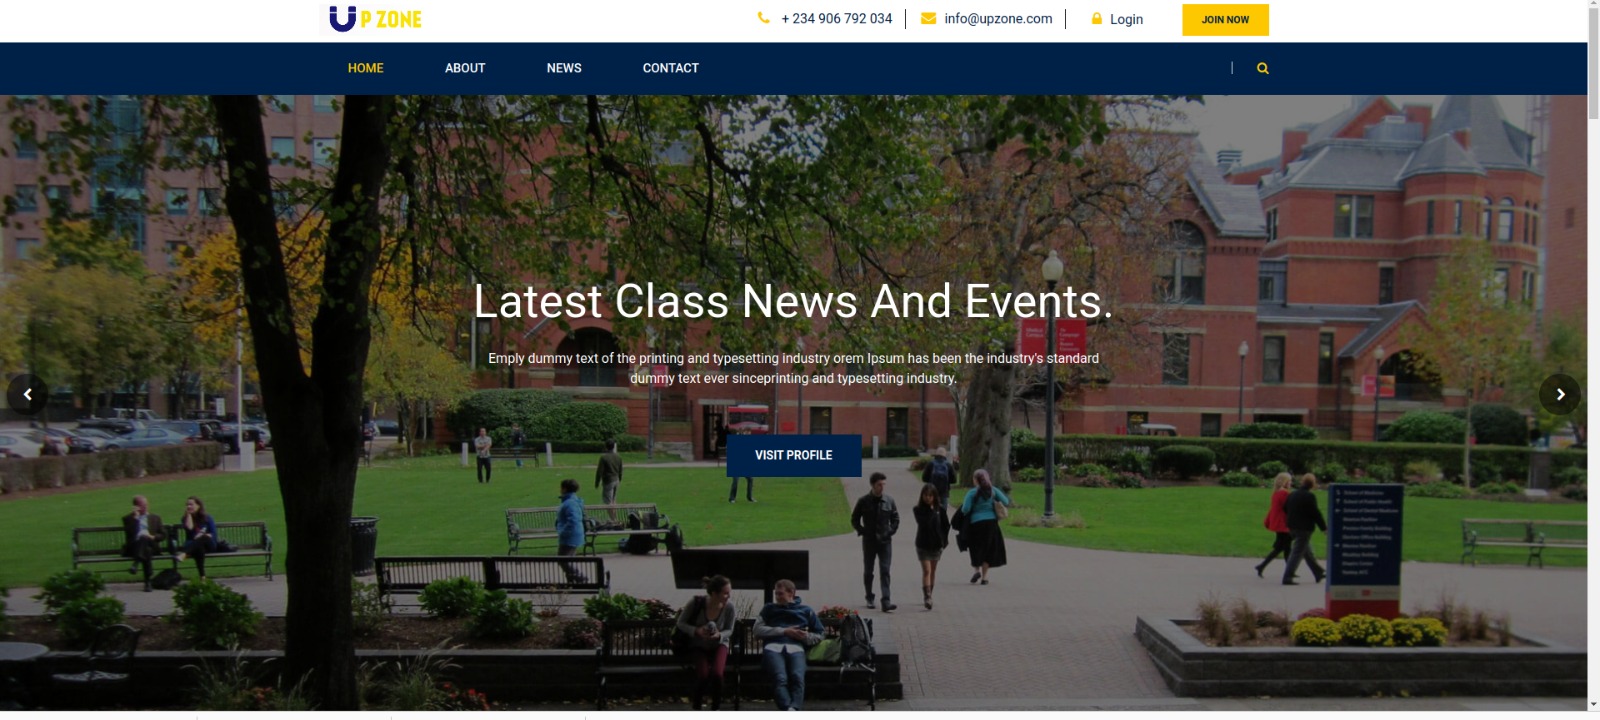 UP ZONE
+ 234 906 792 034
info@upzone.com
Login
JOIN NOW
HOME
ABOUT
NEWS
CONTACT
Latest Class News And Events.
Emply dummy text of the printing and typesetting industry orem Ipsum has been the industry's standard
dummy text ever sinceprinting and typesetting industry.
VISIT PROFILE